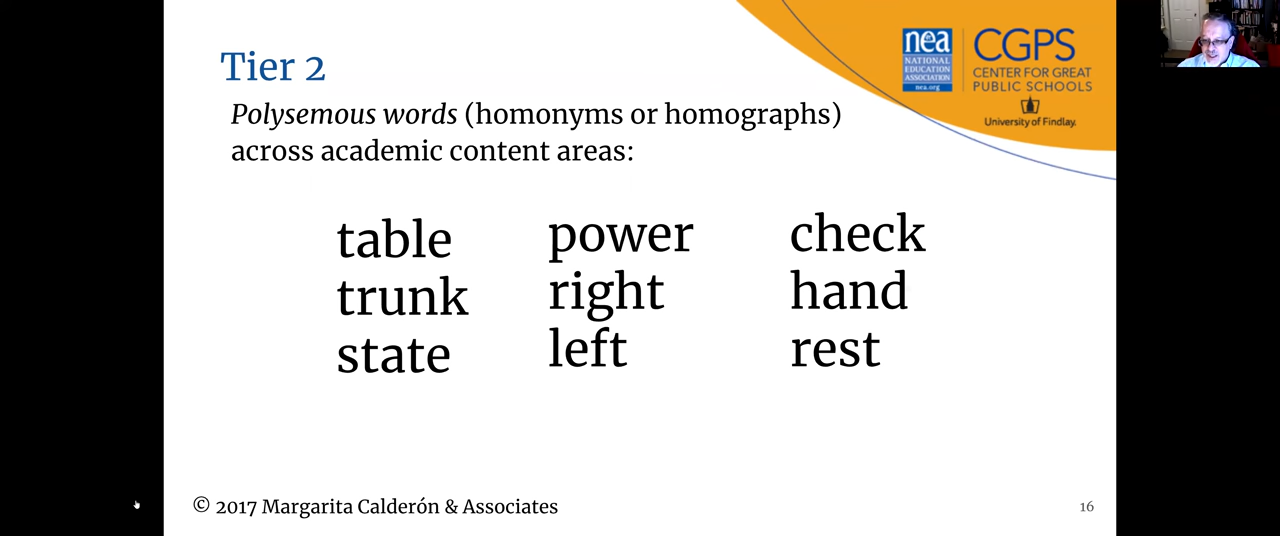 Tier 2
Polysemous words (homonyms or homographs)
across academic content areas:
table
trunk
state
power
right
left
check
hand
rest
nea
NATIONAL
EDUCATION
ASSOCIATION
nea.org
CGPS
CENTER FOR GREAT
PUBLIC SCHOOLS
University of Findlay.
© 2017 Margarita Calderón & Associates
16